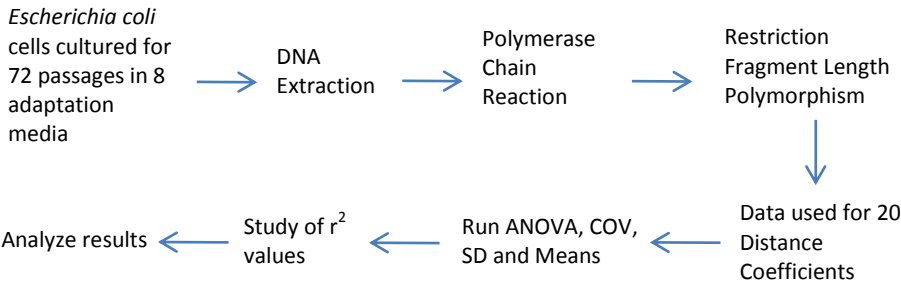 Escherichia coli
cells cultured for
72 passages in 8
adaptation
media
DNA
Extraction
Polymerase
Chain
Reaction
Restriction
Fragment Length
Polymorphism
Data used for 20
Distance
Coefficients
Run ANOVA, COV,
SD and Means
Study of r²
values
Analyze results